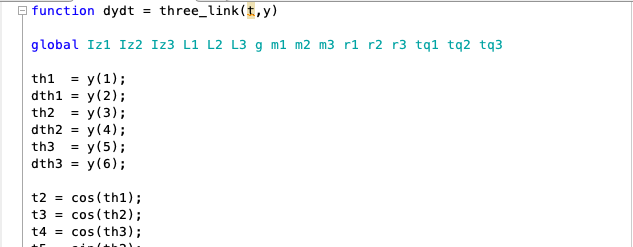 function dydt = three_link(t,y)
global Iz1 Iz2 Iz3 L1 L2 L3 g m1 m2 m3 r1 r2 r3 tq1 tq2 tq3
th1  = y(1);
dth1 = y(2);
th2  = y(3);
dth2 = y(4);
th3  = y(5);
dth3 = y(6);
t2 = cos(th1);
t3 = cos(th2);
t4 = cos(th3);